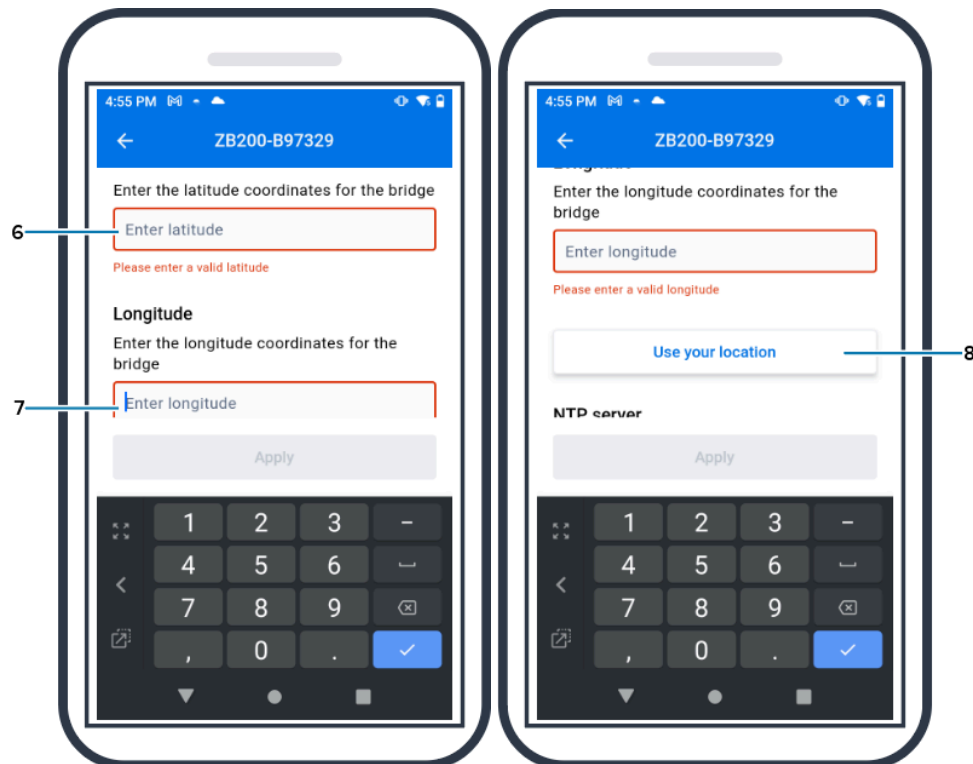 4:55 PM
ZB200-B97329
Enter the latitude coordinates for the bridge
6
Enter latitude
Please enter a valid latitude
Longitude
Enter the longitude coordinates for the
bridge
7
Enter longitude
Apply
1 2 3 –
4 5 6
7 8 9
, 0 .
4:55 PM
ZB200-B97329
Longitude
Enter the longitude coordinates for the
bridge
Enter longitude
Please enter a valid longitude
Use your location
8
NTP server
Apply
1 2 3 –
4 5 6
7 8 9
, 0 .